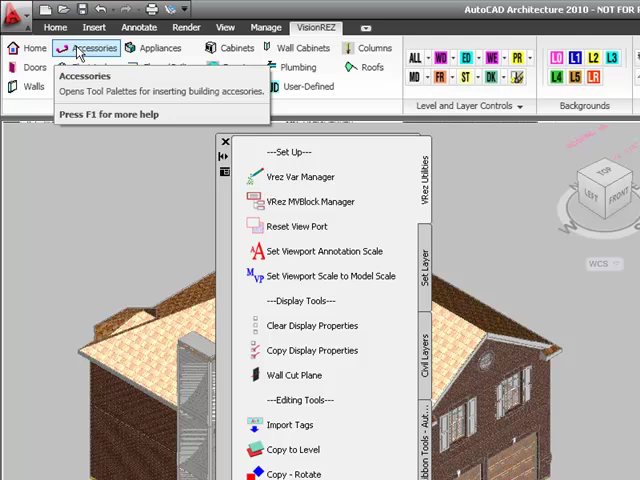 AutoCAD Architecture 2010 - NOT FOR
Home Insert Annotate Render View Manage VisionREZ
Home Accessories Appliances Cabinets Wall Cabinets Columns
Doors Plumbing Roofs
Walls User-Defined
ALL WD ED WE PR
MD FR ST DE
L0 L1 L2 L3
L4 L5 LR
Level and Layer Controls Backgrounds
Accessories
Opens Tool Palettes for inserting building accesories.
Press F1 for more help
---Set Up---
Vrez Var Manager
VRez MVBlock Manager
Reset View Port
Set Viewport Annotation Scale
Set Viewport Scale to Model Scale
---Display Tools---
Clear Display Properties
Copy Display Properties
Wall Cut Plane
---Editing Tools---
Import Tags
Copy to Level
Copy - Rotate
VRez Utilities
Set Layer
Civil Layers
ibbon Tools - Aut...
TOP
LEFT FRONT
W S
WCS